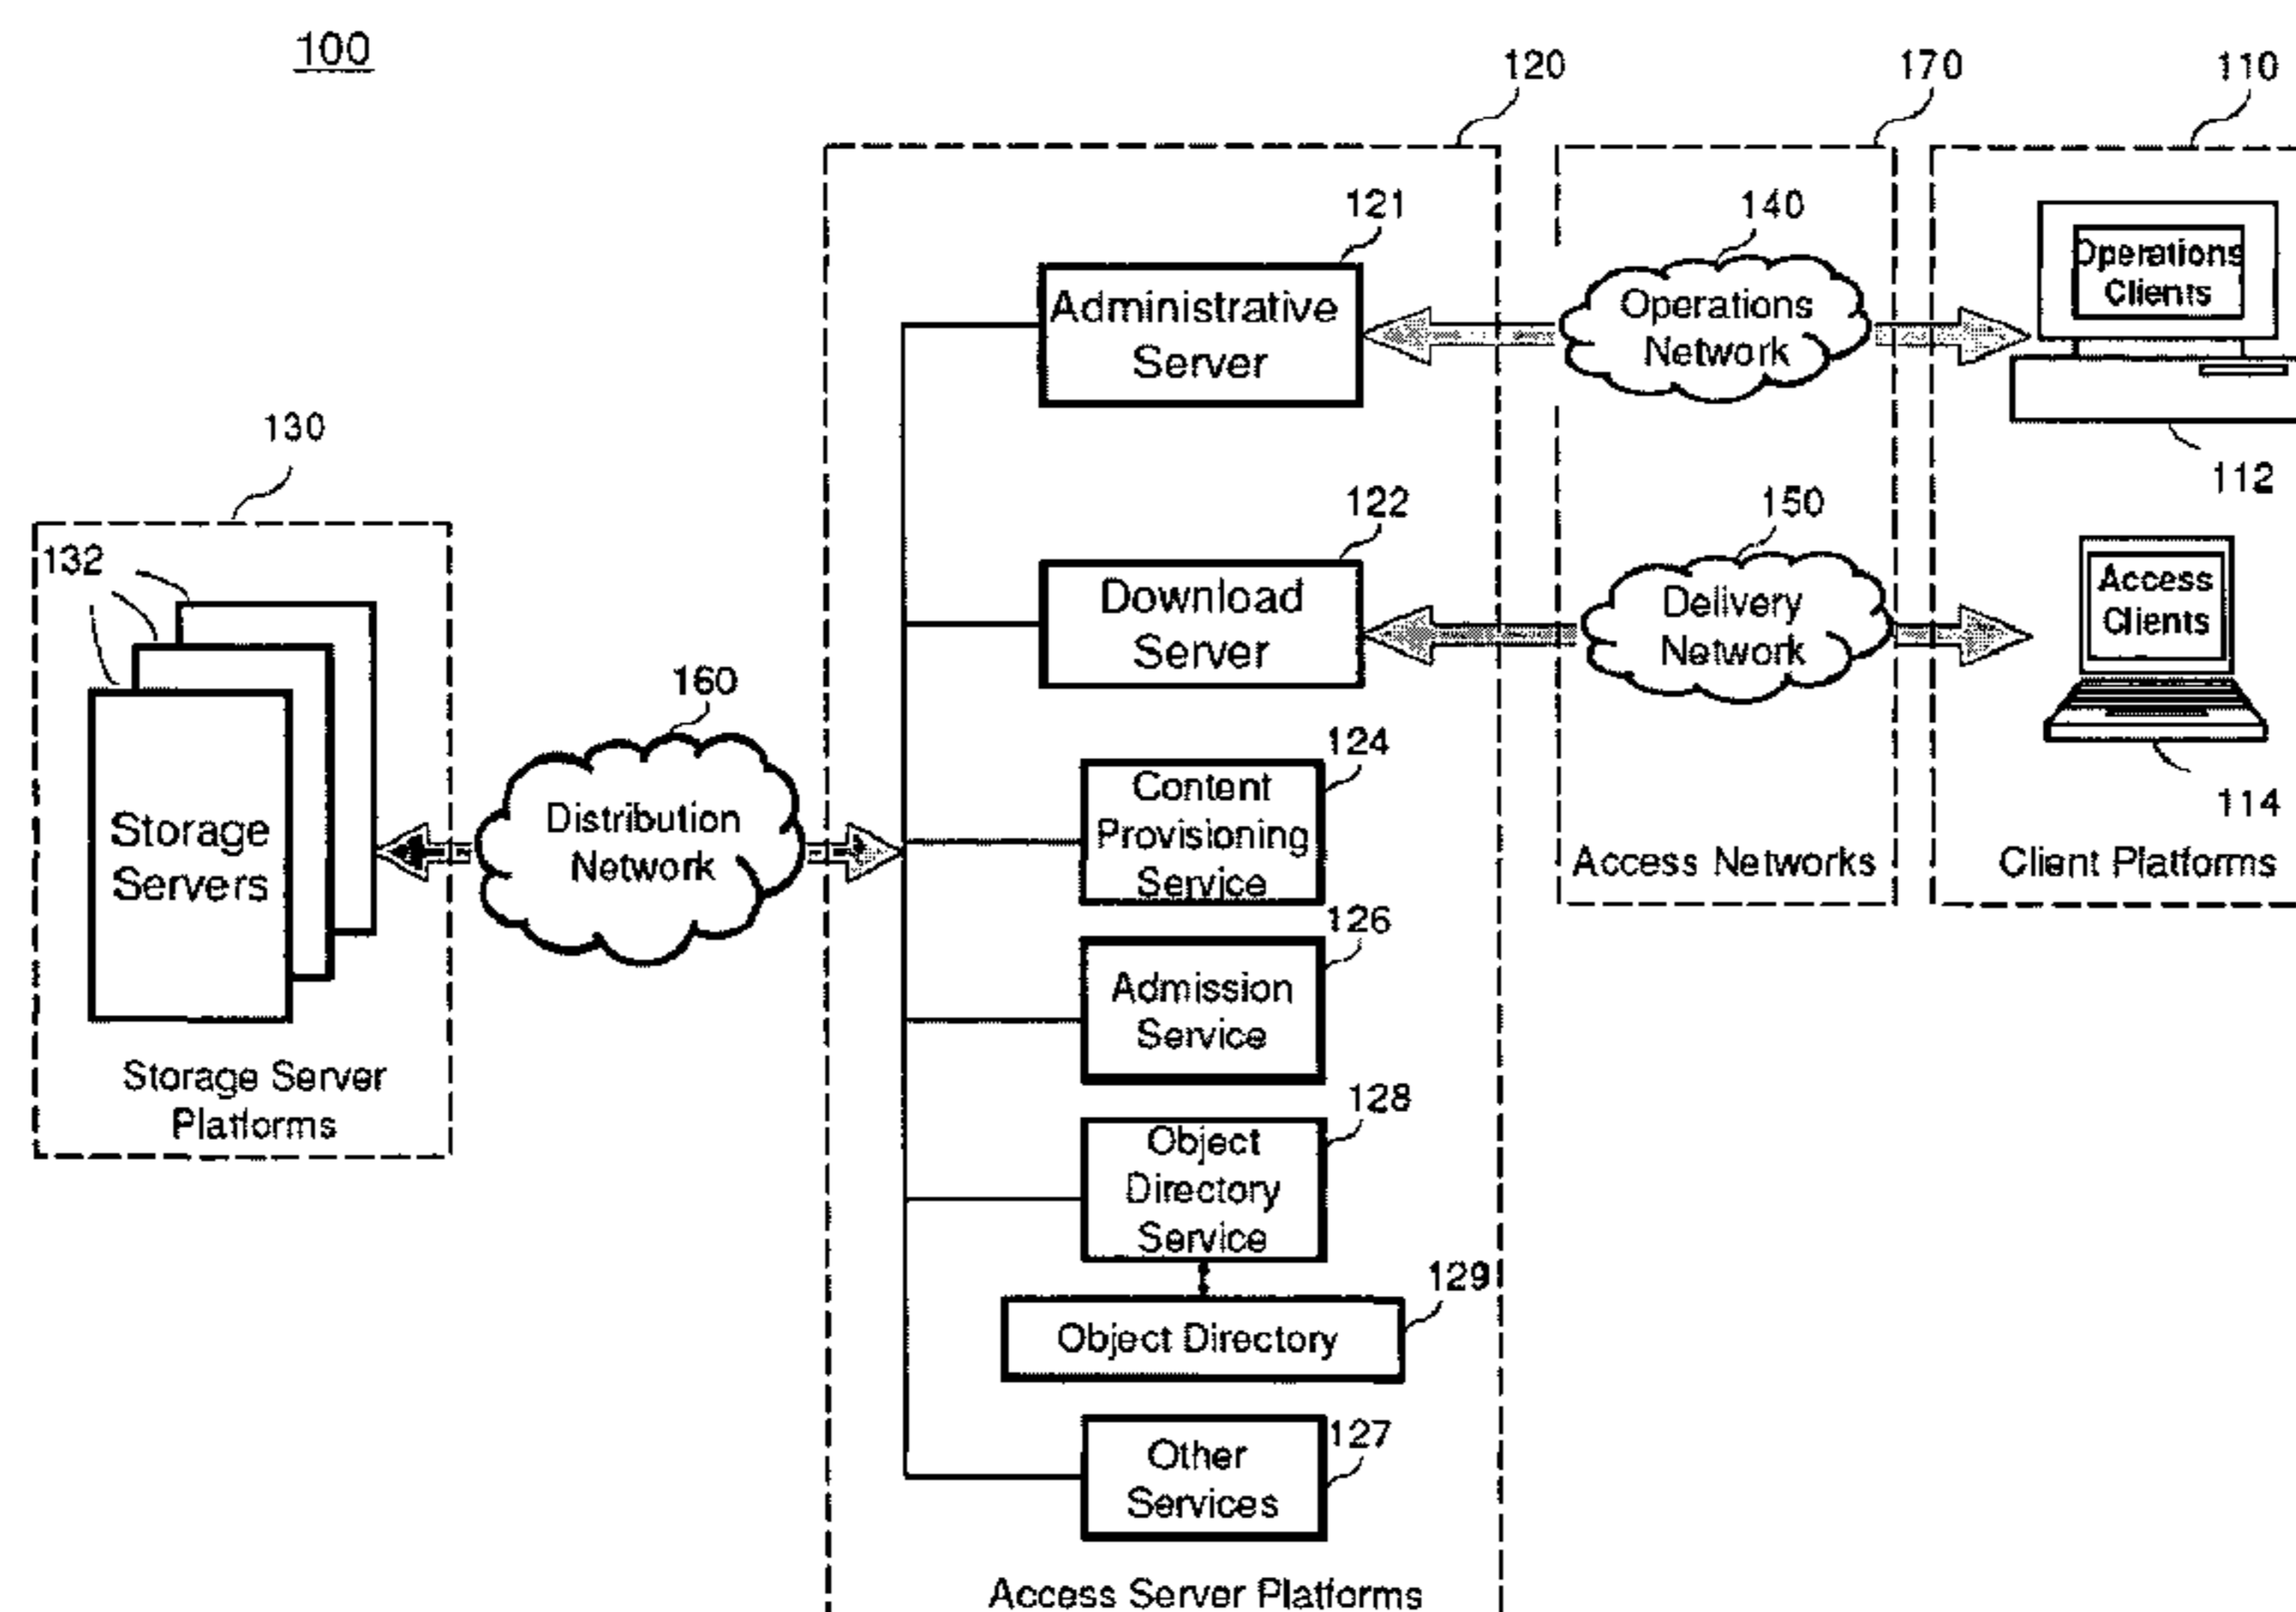 100
120
170
110
121
140
Administrative
Server
Operations
Network
Operations
Clients
112
130
122
150
132
Download
Server
Delivery
Network
Access
Clients
114
160
Storage
Servers
Distribution
Network
124
Content
Provisioning
Service
Access Networks
Client Platforms
126
Admission
Service
Storage Server
Platforms
128
Object
Directory
Service
129
Object Directory
127
Other
Services
Access Server Platforms